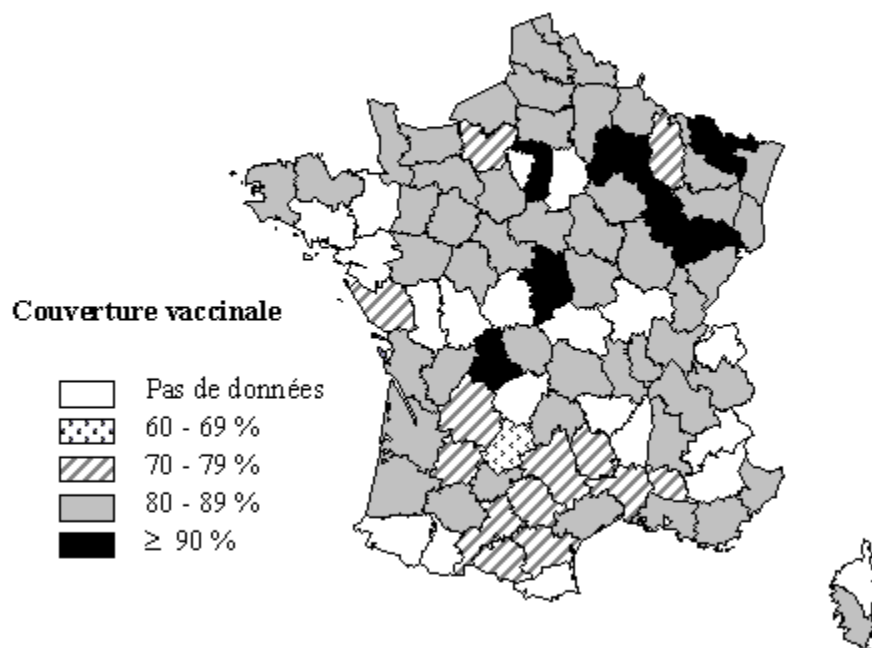 Couverture vaccinale
Pas de données
60 - 69 %
70 - 79 %
80 - 89 %
≥ 90 %